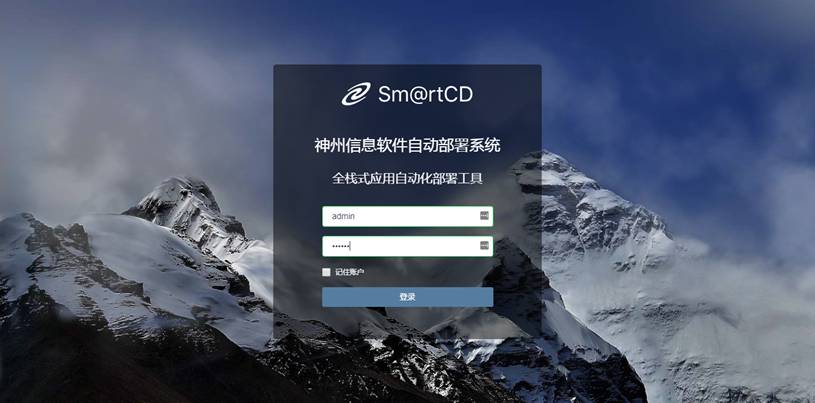 Sm@rtCD
神州信息软件自动部署系统
全栈式应用自动化部署工具
admin
••••••
记住账户
登录